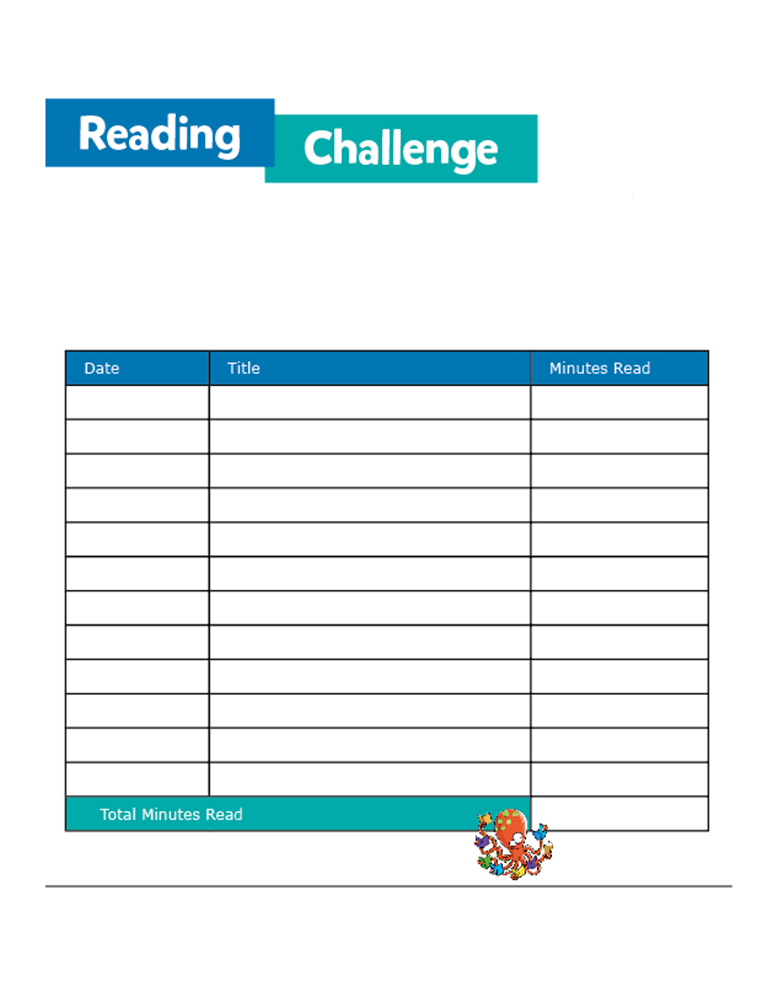 Reading
Challenge
Date Title Minutes Read
Total Minutes Read